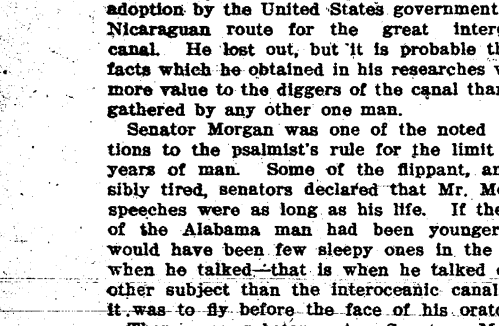 adoption by the United States government
Nicaraguan route for the great
canal. He lost out, but it is probable
facts which he obtained in his researches
more value to the diggers of the canal
gathered by any other one man.
Senator Morgan was one of the noted
tions to the psalmist's rule for the limit
years of man. Some of the flippant,
sibly tired, senators declared that Mr.
speeches were as long as his life. If
of the Alabama man had been younger
would have been few sleepy ones in the
when he talked—that is when he talked
other subject than the interoceanic canal
it was to fly before the face of his